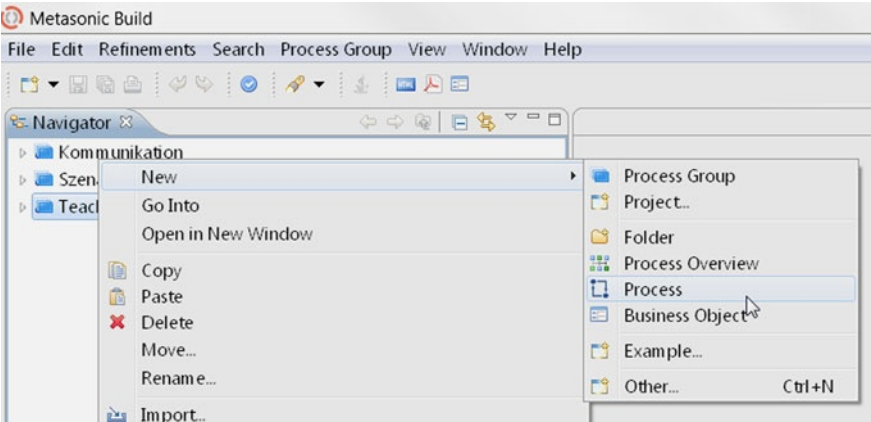 Metasonic Build
File Edit Refinements Search Process Group View Window Help
Navigator
Kommunikation
Szen
Teacl
New
Go Into
Open in New Window
Copy
Paste
Delete
Move...
Rename...
Import...
Process Group
Project...
Folder
Process Overview
Process
Business Object
Example...
Other... Ctrl+N